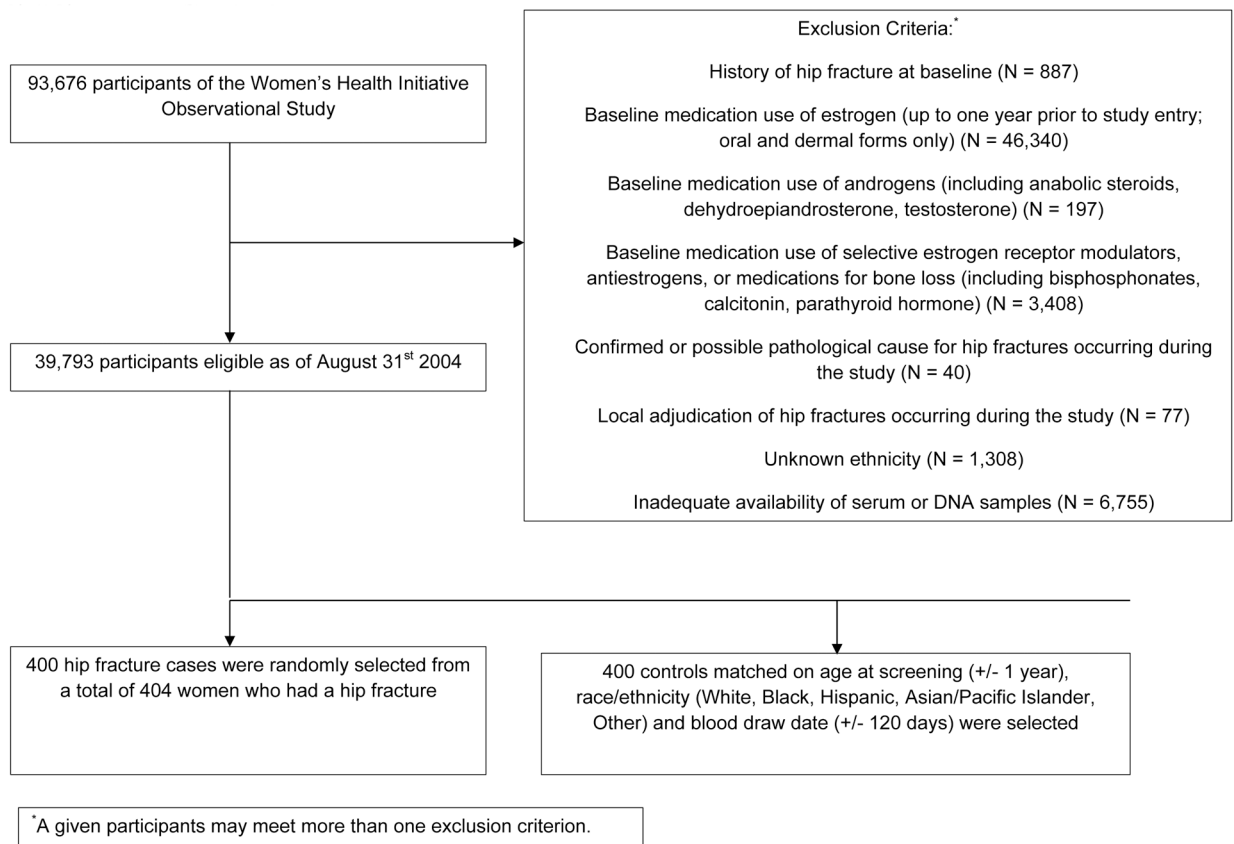 93,676 participants of the Women's Health Initiative
Observational Study
Exclusion Criteria:*
History of hip fracture at baseline (N = 887)
Baseline medication use of estrogen (up to one year prior to study entry;
oral and dermal forms only) (N = 46,340)
Baseline medication use of androgens (including anabolic steroids,
dehydroepiandrosterone, testosterone) (N = 197)
Baseline medication use of selective estrogen receptor modulators,
antiestrogens, or medications for bone loss (including bisphosphonates,
calcitonin, parathyroid hormone) (N = 3,408)
Confirmed or possible pathological cause for hip fractures occurring during
the study (N = 40)
Local adjudication of hip fractures occurring during the study (N = 77)
Unknown ethnicity (N = 1,308)
Inadequate availability of serum or DNA samples (N = 6,755)
39,793 participants eligible as of August 31st 2004
400 hip fracture cases were randomly selected from
a total of 404 women who had a hip fracture
400 controls matched on age at screening (+/- 1 year),
race/ethnicity (White, Black, Hispanic, Asian/Pacific Islander,
Other) and blood draw date (+/- 120 days) were selected
*A given participants may meet more than one exclusion criterion.